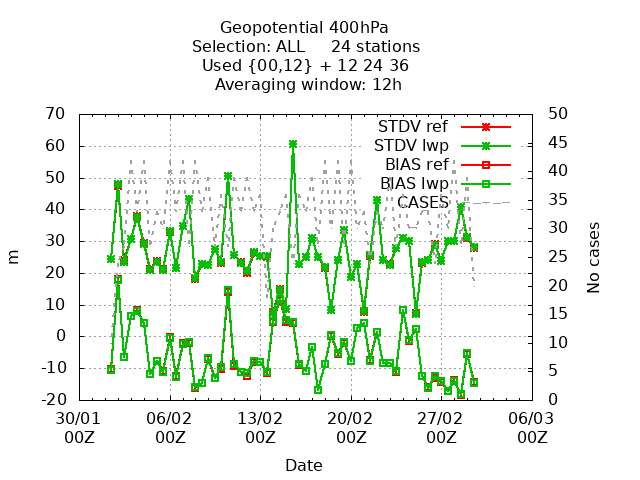 Geopotential 400hPa
Selection: ALL 24 stations
Used {00,12} + 12 24 36
Averaging window: 12h
70 50
STDV ref
60 45
STDV lwp
50 40
BIAS ref
BIAS lwp
40 35
CASES
30 30
20 25
10 20
0 15
-10 10
-20 5
0
m
No cases
30/01 06/02 13/02 20/02 27/02 06/03
00Z 00Z 00Z 00Z 00Z 00Z
Date